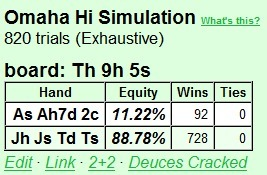 Omaha Hi Simulation What's this?
820 trials (Exhaustive)
board: Th 9h 5s
Hand Equity Wins Ties
As Ah7d 2c 11.22% 92 0
Jh Js Td Ts 88.78% 728 0
Edit · Link · 2+2 · Deuces Cracked